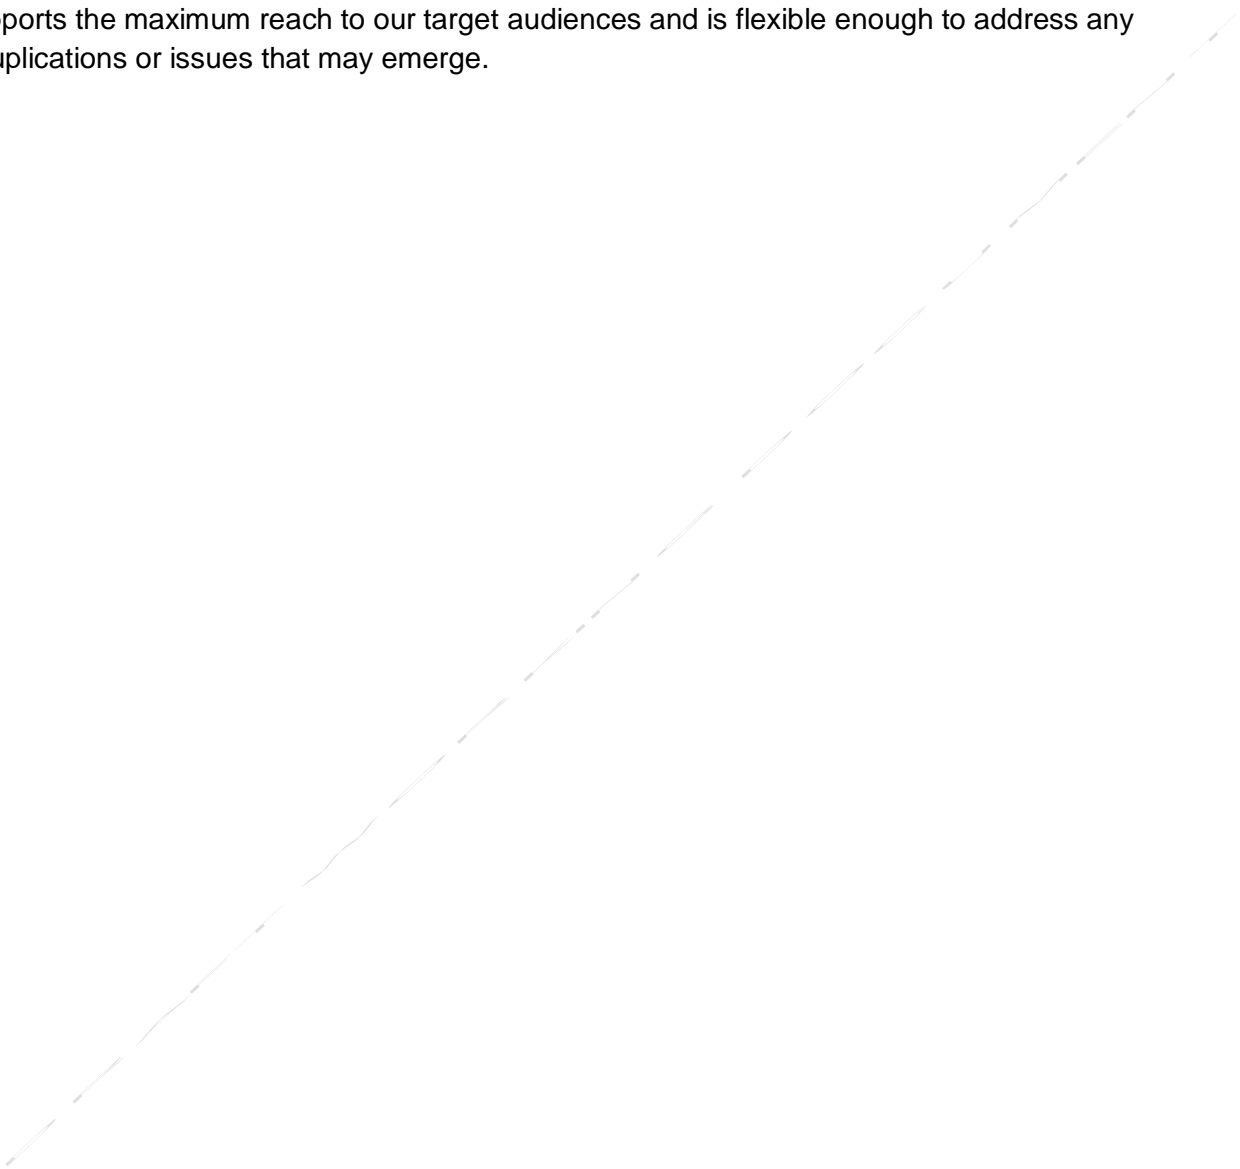 ports the maximum reach to our target audiences and is flexible enough to address any
uplications or issues that may emerge.